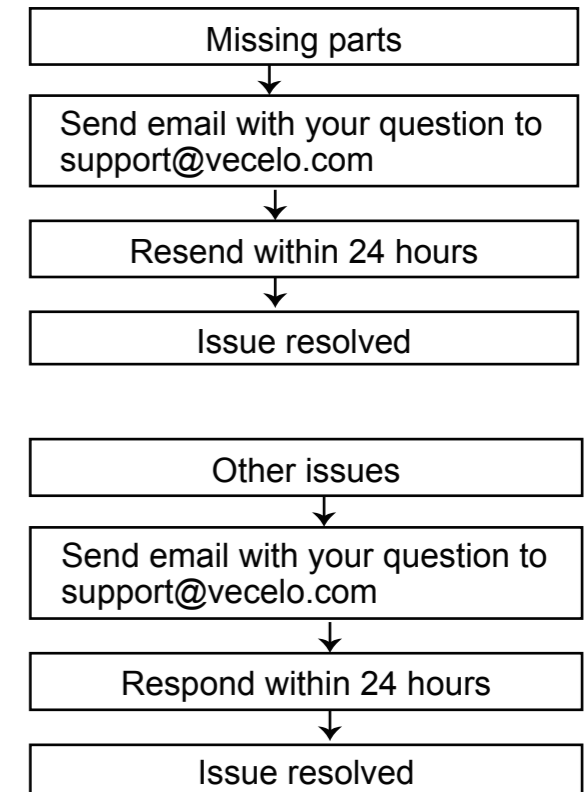 Missing parts
Send email with your question to
support@vecelo.com
Resend within 24 hours
Issue resolved
Other issues
Send email with your question to
support@vecelo.com
Respond within 24 hours
Issue resolved